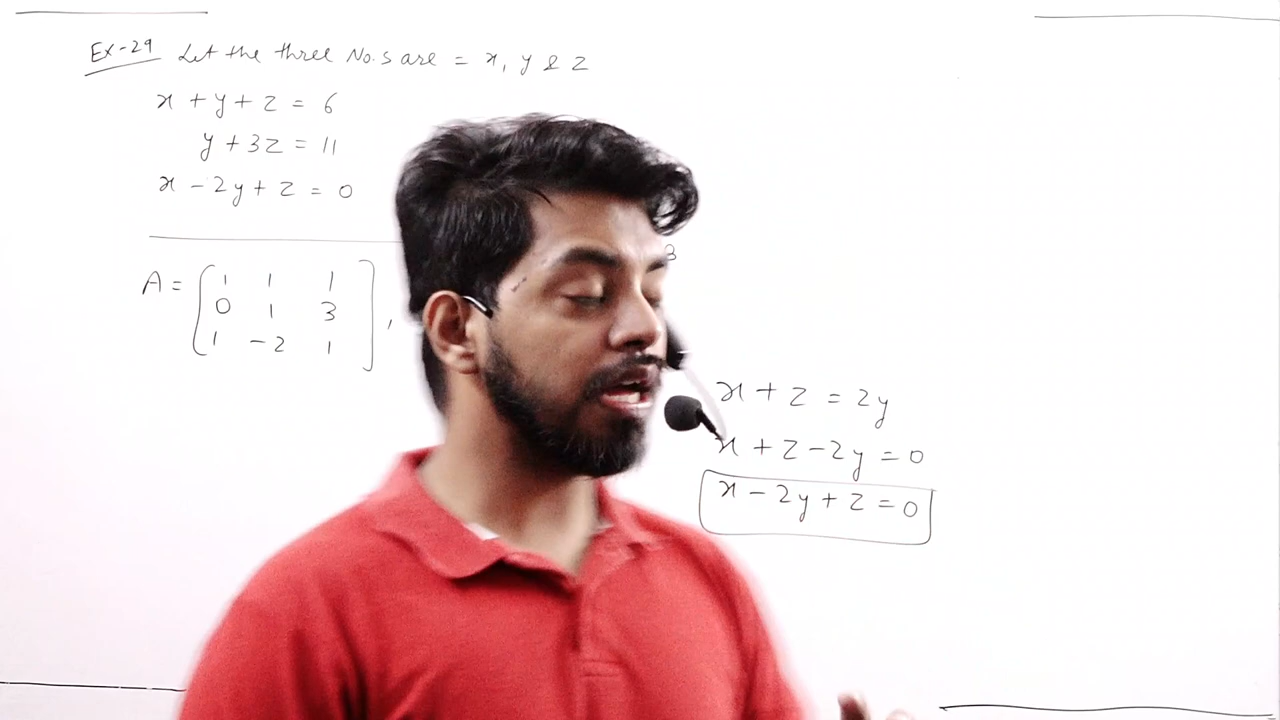 Ex-29 Let the three No.s are = x, y & z
x + y + z = 6
y + 3z = 11
x - 2y + z = 0
A = [ 1 1 1
0 1 3
1 -2 1 ] ,
x + z = 2y
x + z - 2y = 0
x - 2y + z = 0